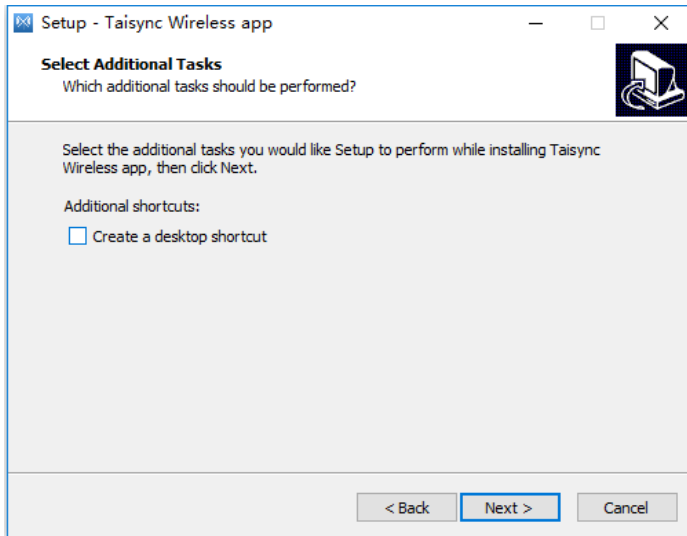 Setup - Taisync Wireless app
Select Additional Tasks
Which additional tasks should be performed?
Select the additional tasks you would like Setup to perform while installing Taisync
Wireless app, then click Next.
Additional shortcuts:
Create a desktop shortcut
< Back
Next >
Cancel